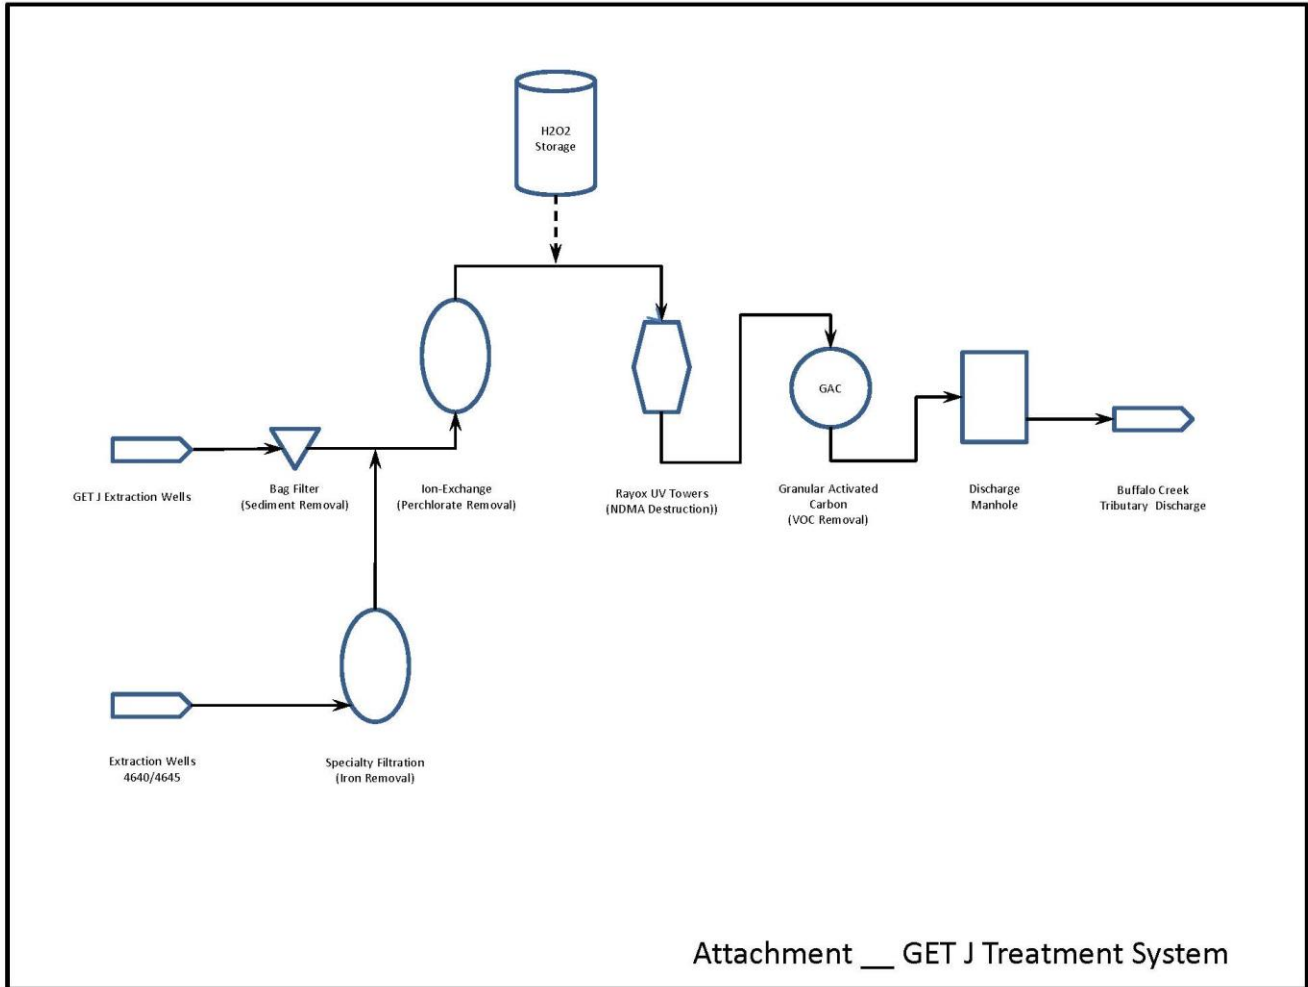 H2O2
Storage
GAC
GET J Extraction Wells
Bag Filter
(Sediment Removal)
Ion-Exchange
(Perchlorate Removal)
Rayox UV Towers
(NDMA Destruction))
Granular Activated
Carbon
(VOC Removal)
Discharge
Manhole
Buffalo Creek
Tributary Discharge
Extraction Wells
4640/4645
Specialty Filtration
(Iron Removal)
Attachment __ GET J Treatment System